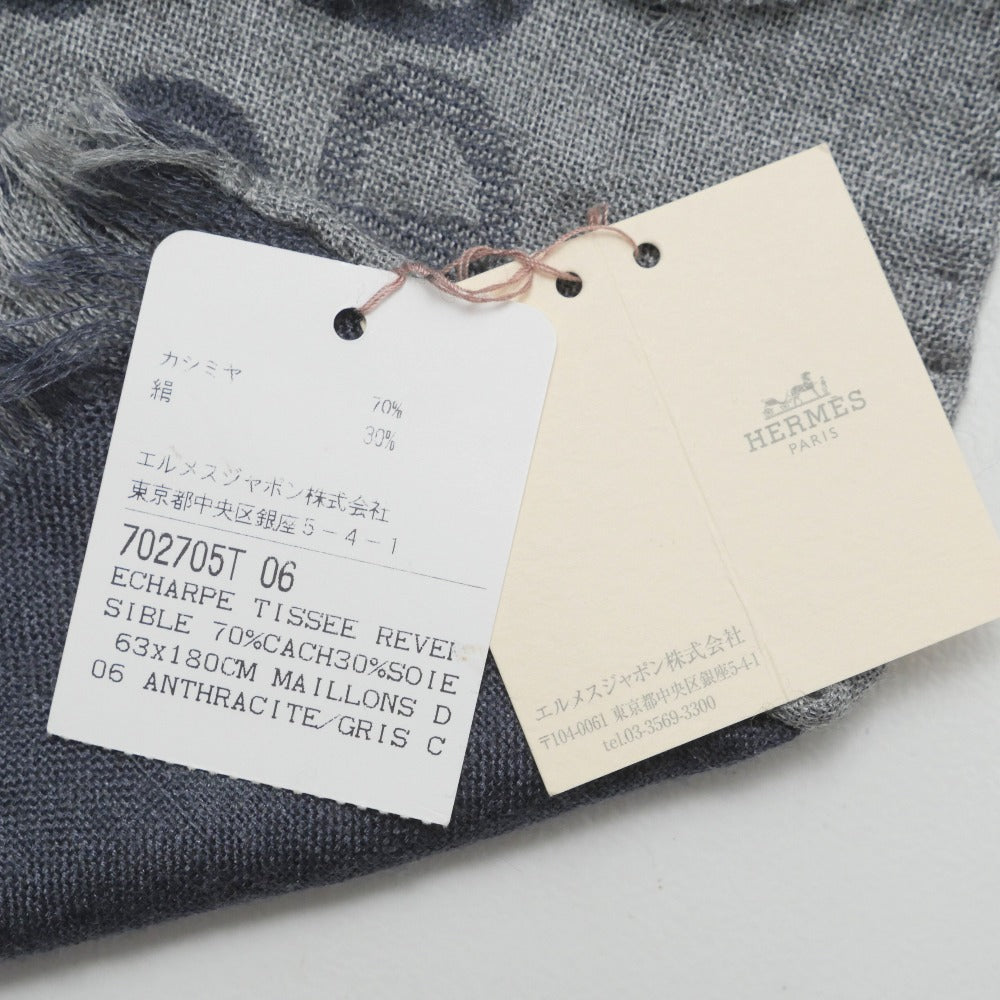 カシミヤ 70%
絹 30%
エルメスジャポン株式会社
東京都中央区銀座5-4-1
702705T 06
ECHARPE TISSEE REVER
SIBLE 70%CACH30%SOIE
63x180CM MAILLONS D
06 ANTHRACITE/GRIS C
HERMÈS
PARIS
エルメスジャポン株式会社
〒104-0061 東京都中央区銀座5-4-1
tel.03-3569-3300